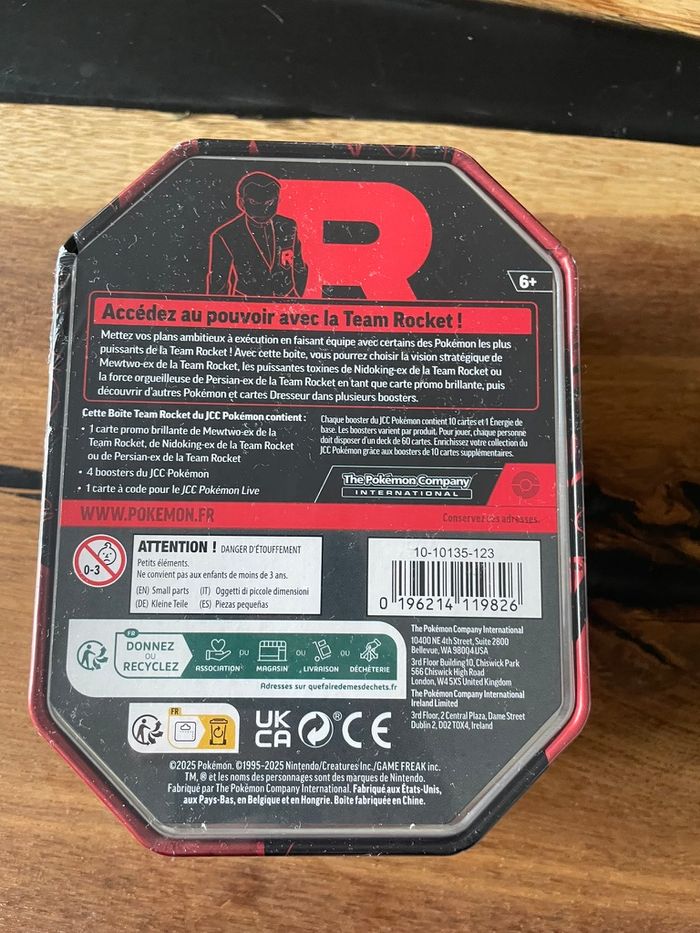 R
R
6+
Accédez au pouvoir avec la Team Rocket !
Mettez vos plans ambitieux à exécution en faisant équipe avec certains des Pokémon les plus
puissants de la Team Rocket ! Avec cette boîte, vous pourrez choisir la vision stratégique de
Mewtwo-ex de la Team Rocket, les puissantes toxines de Nidoking-ex de la Team Rocket ou
la force orgueilleuse de Persian-ex de la Team Rocket en tant que carte promo brillante, puis
découvrir d'autres Pokémon et cartes Dresseur dans plusieurs boosters.
Cette Boîte Team Rocket du JCC Pokémon contient :
• 1 carte promo brillante de Mewtwo-ex de la
Team Rocket, de Nidoking-ex de la Team Rocket
ou de Persian-ex de la Team Rocket
• 4 boosters du JCC Pokémon
• 1 carte à code pour le JCC Pokémon Live
Chaque booster du JCC Pokémon contient 10 cartes et 1 Énergie de
base. Les boosters varient par produit. Pour jouer, chaque personne
doit disposer d'un deck de 60 cartes. Enrichissez votre collection du
JCC Pokémon grâce aux boosters de 10 cartes supplémentaires.
The Pokémon Company
INTERNATIONAL
WWW.POKEMON.FR
Conservez les adresses.
0-3
ATTENTION ! DANGER D'ÉTOUFFEMENT
Petits éléments.
Ne convient pas aux enfants de moins de 3 ans.
(EN) Small parts (IT) Oggetti di piccole dimensioni
(DE) Kleine Teile (ES) Piezas pequeñas
10-10135-123
0 196214 119826
FR
DONNEZ
OU
RECYCLEZ
ASSOCIATION
OU
MAGASIN
OU
LIVRAISON
OU
DÉCHÈTERIE
Adresses sur quefairedemesdechets.fr
The Pokémon Company International
10400 NE 4th Street, Suite 2800
Bellevue, WA 98004 USA
3rd Floor Building 10, Chiswick Park
566 Chiswick High Road
London, W4 5XS United Kingdom
The Pokémon Company International
Ireland Limited
3rd Floor, 2 Central Plaza, Dame Street
Dublin 2, D02 T0X4, Ireland
FR
UK
CA
®
CE
©2025 Pokémon. ©1995-2025 Nintendo/Creatures Inc./GAME FREAK inc.
TM, ® et les noms des personnages sont des marques de Nintendo.
Fabriqué par The Pokémon Company International. Fabriqué aux États-Unis,
aux Pays-Bas, en Belgique et en Hongrie. Boîte fabriquée en Chine.